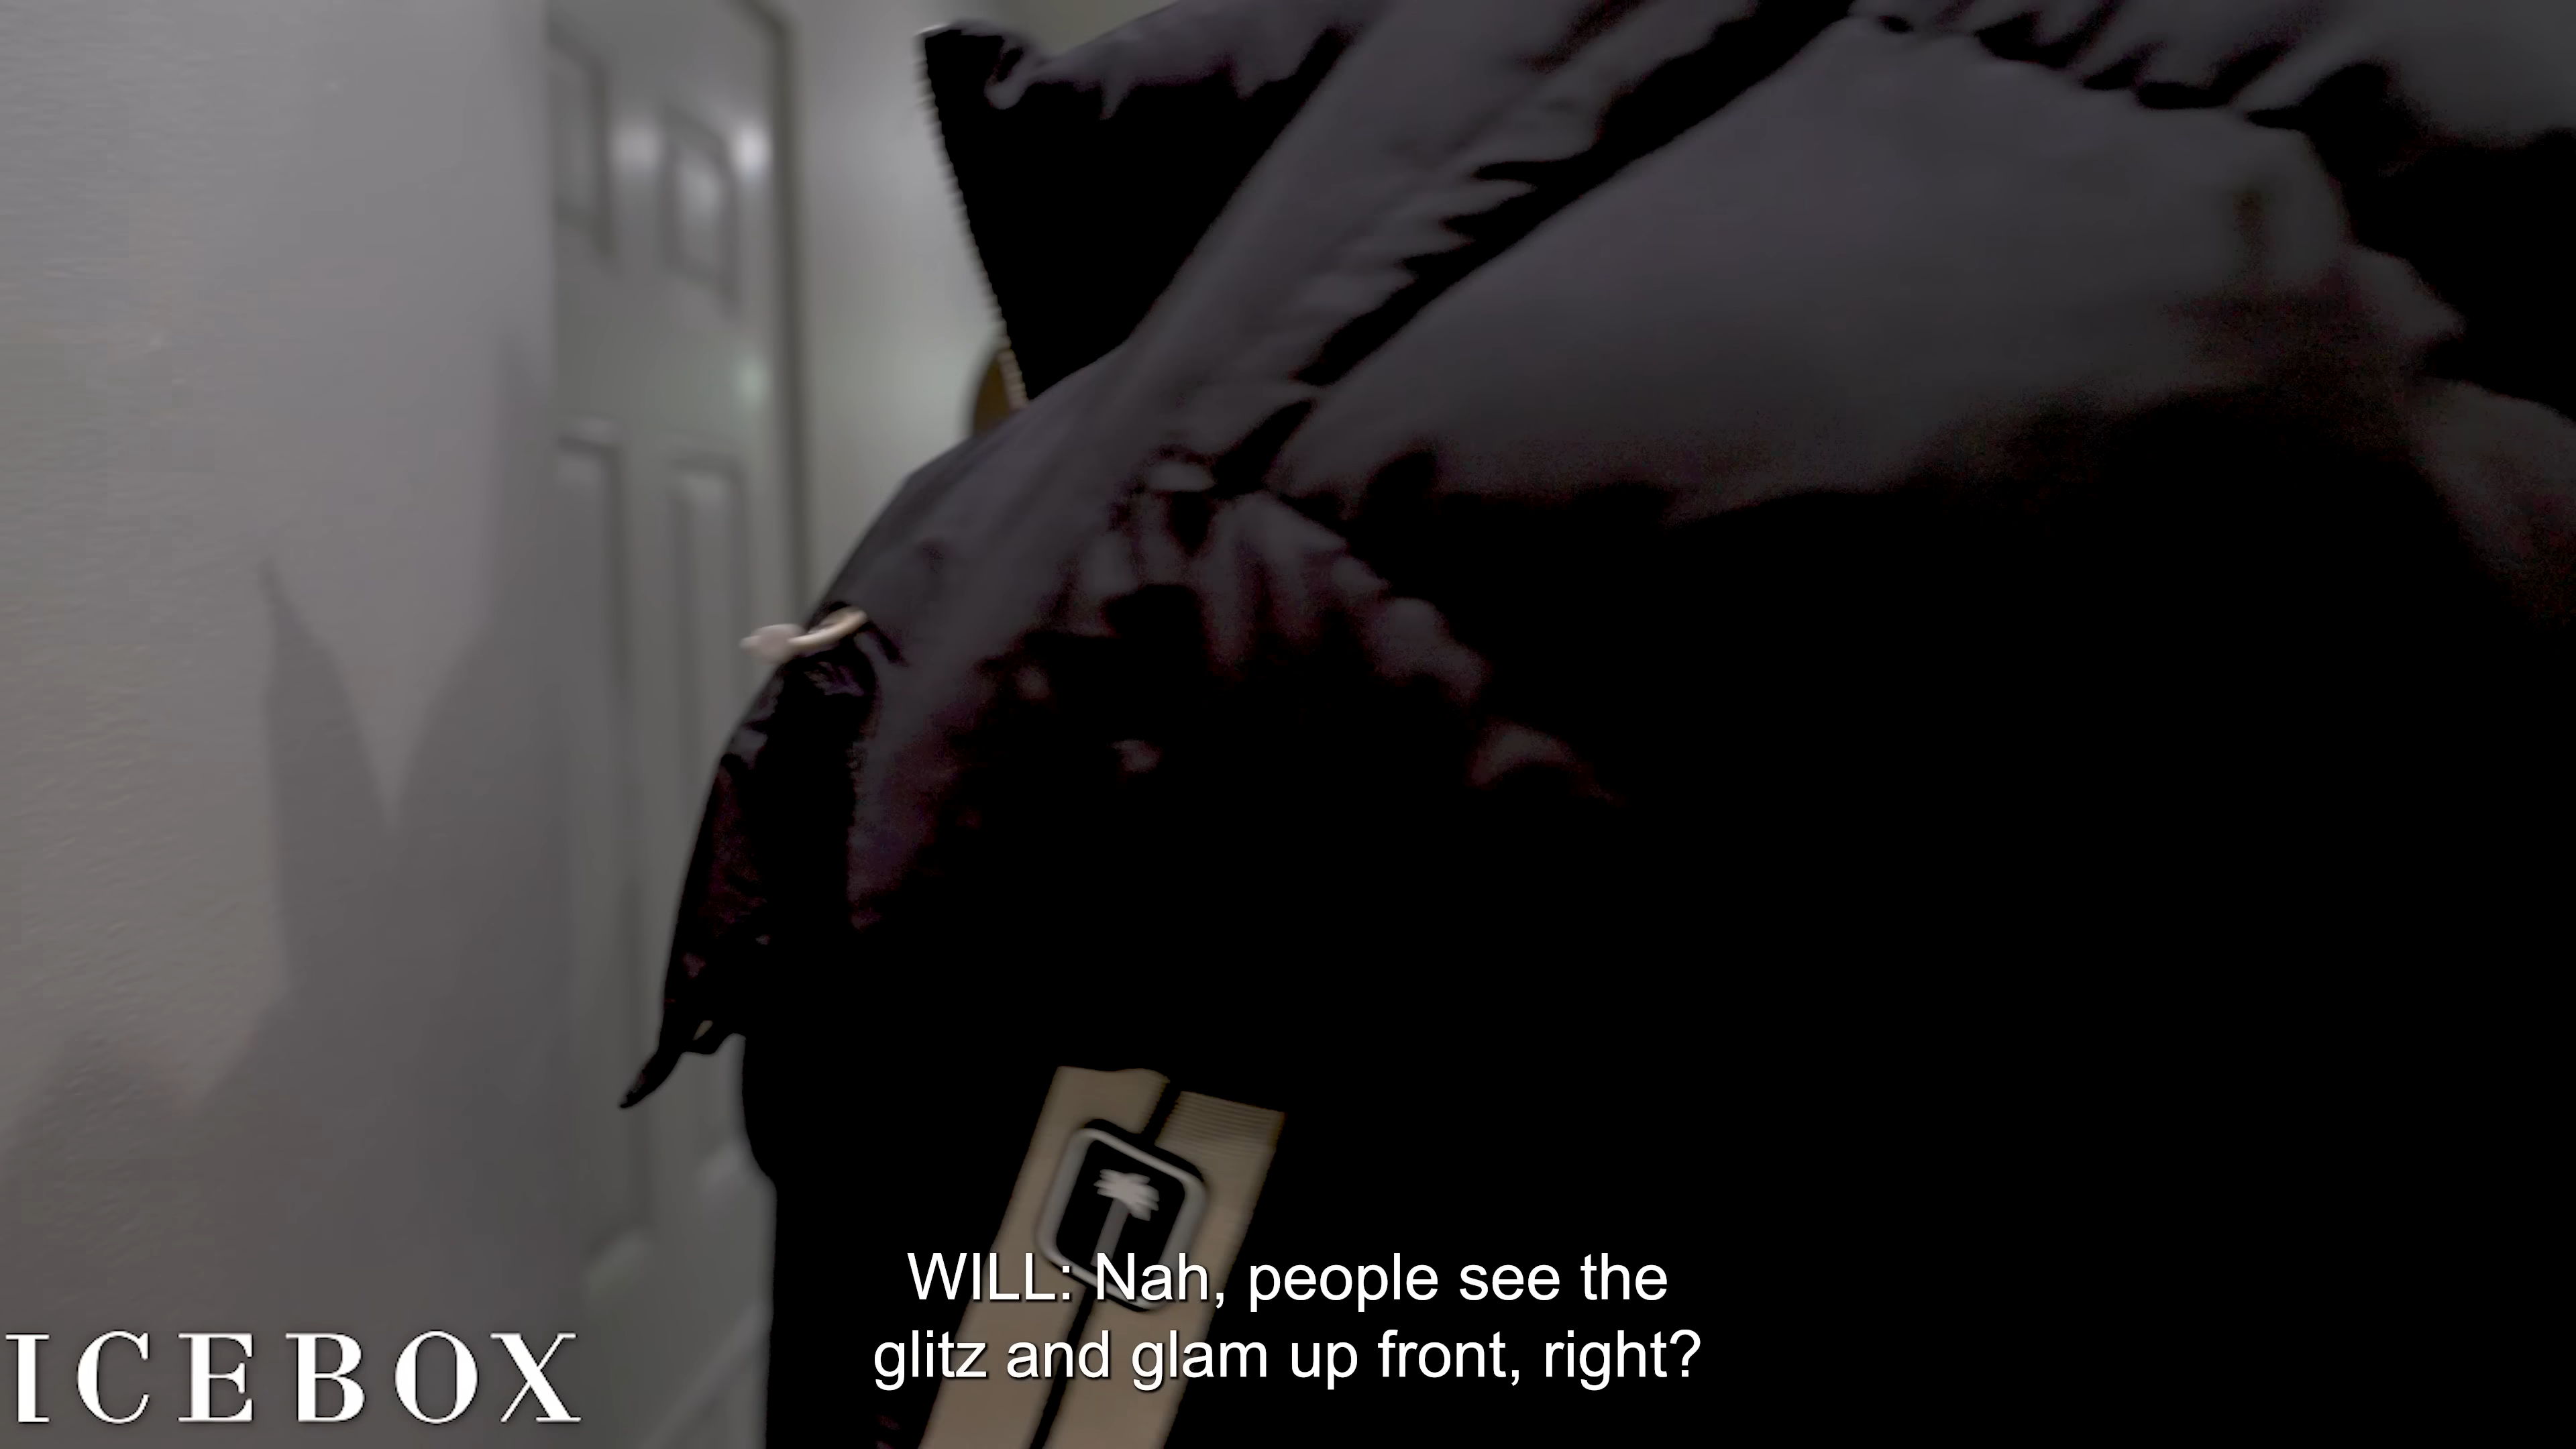 WILL: Nah, people see the
glitz and glam up front, right?
ICEBOX